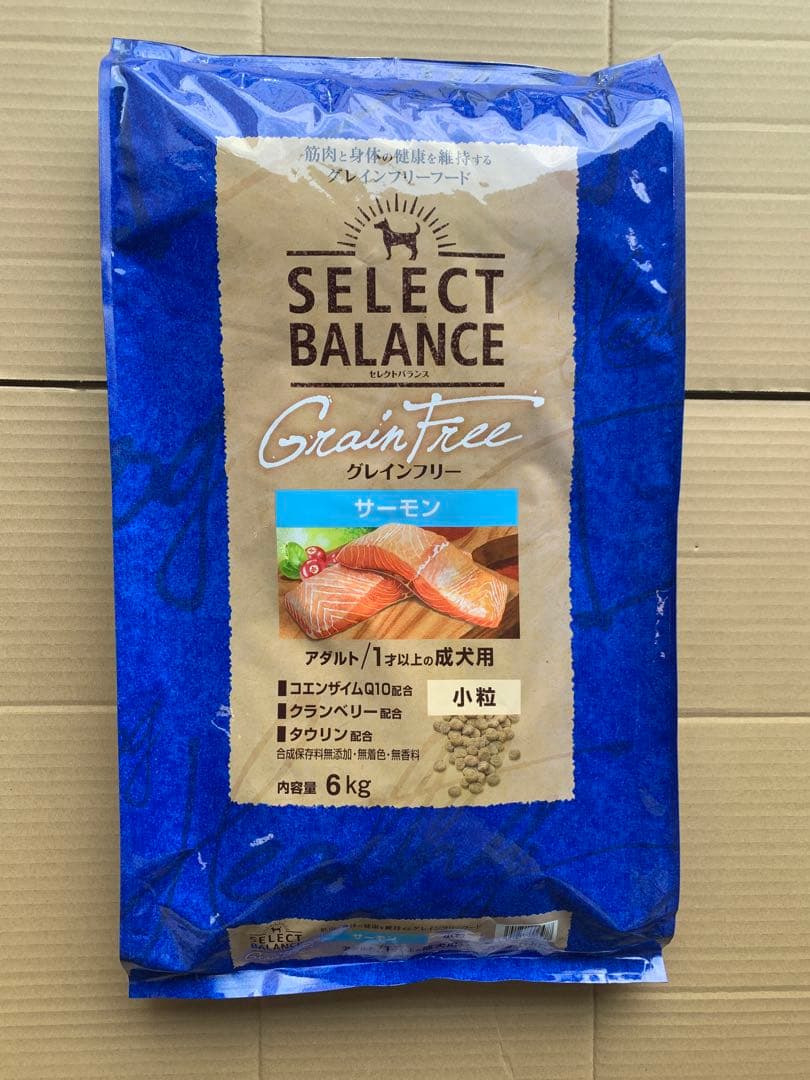 筋肉と身体の健康を維持する
グレインフリーフード
SELECT
BALANCE
セレクトバランス
Grain Free
グレインフリー
サーモン
アダルト/1才以上の成犬用
コエンザイムQ10配合
小粒
クランベリー配合
タウリン配合
合成保存料無添加・無着色・無香料
内容量 6kg
SELECT
BALANCE
サーモン